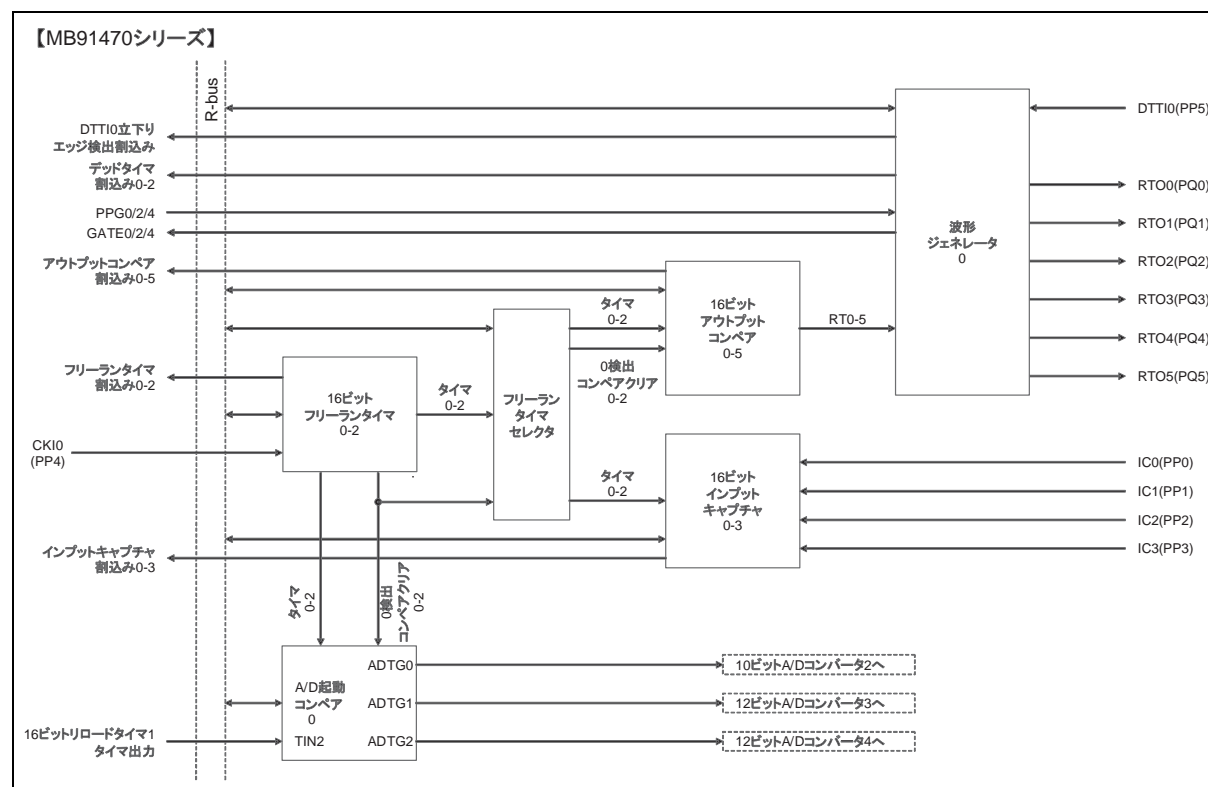 【MB91470シリーズ】
R-bus
DTTI0立下り
エッジ検出割込み
デッドタイマ
割込み0-2
PPG0/2/4
GATE0/2/4
アウトプットコンペア
割込み0-5
フリーランタイマ
割込み0-2
CKI0
(PP4)
インプットキャプチャ
割込み0-3
16ビットリロードタイマ1
タイマ出力
16ビット
フリーランタイマ
0-2
タイマ
0-2
フリーラン
タイマ
セレクタ
タイマ
0-2
0検出
コンペアクリア
0-2
タイマ
0-2
16ビット
アウトプット
コンペア
0-5
RT0-5
16ビット
インプット
キャプチャ
0-3
波形
ジェネレータ
0
DTTI0(PP5)
RTO0(PQ0)
RTO1(PQ1)
RTO2(PQ2)
RTO3(PQ3)
RTO4(PQ4)
RTO5(PQ5)
IC0(PP0)
IC1(PP1)
IC2(PP2)
IC3(PP3)
タイマ
0-2
0検出
コンペアクリア
0-2
A/D起動
コンペア
0
TIN2
ADTG0
ADTG1
ADTG2
10ビットA/Dコンバータ2へ
12ビットA/Dコンバータ3へ
12ビットA/Dコンバータ4へ